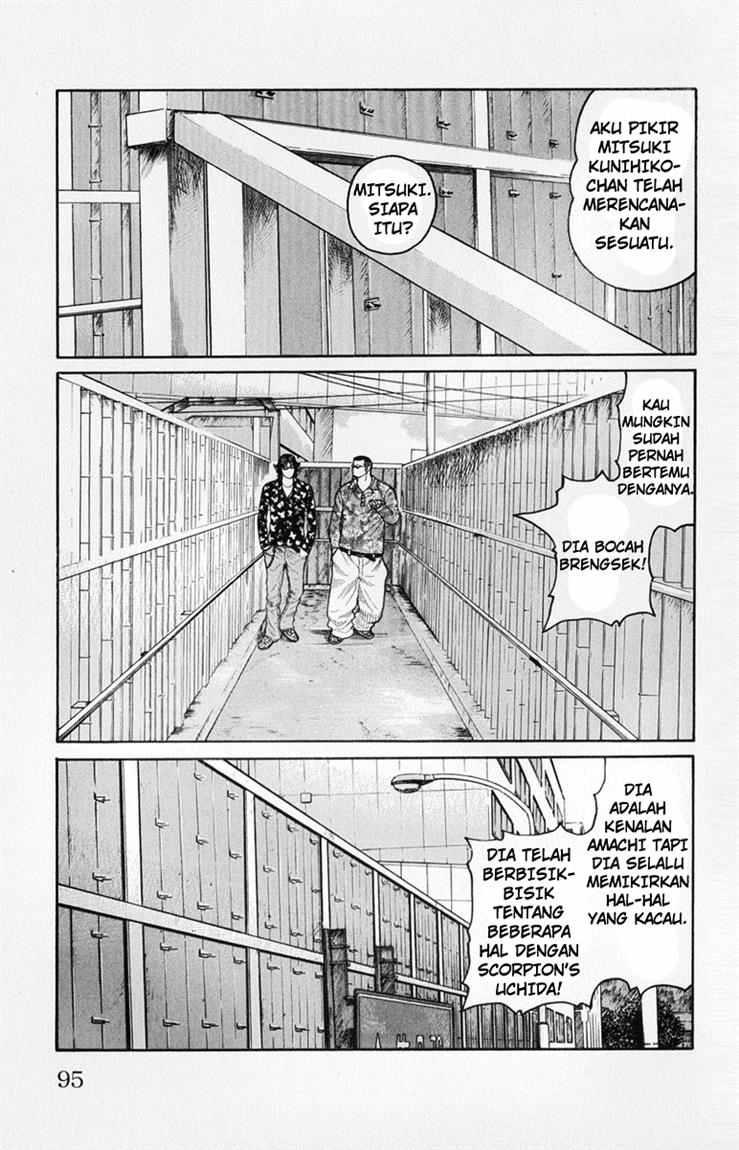 AKU PIKIR
MITSUKI
KUNIHIKO-
CHAN TELAH
MERENCANA-
KAN
SESUATU.
MITSUKI.
SIAPA
ITU?
KAU
MUNGKIN
SUDAH
PERNAH
BERTEMU
DENGANYA.
DIA BOCAH
BRENGSEK!
DIA
ADALAH
KENALAN
AMACHI TAPI
DIA SELALU
MEMIKIRKAN
HAL-HAL
YANG KACAU.
DIA TELAH
BERBISIK-
BISIK
TENTANG
BEBERAPA
HAL DENGAN
SCORPION'S
UCHIDA!
95